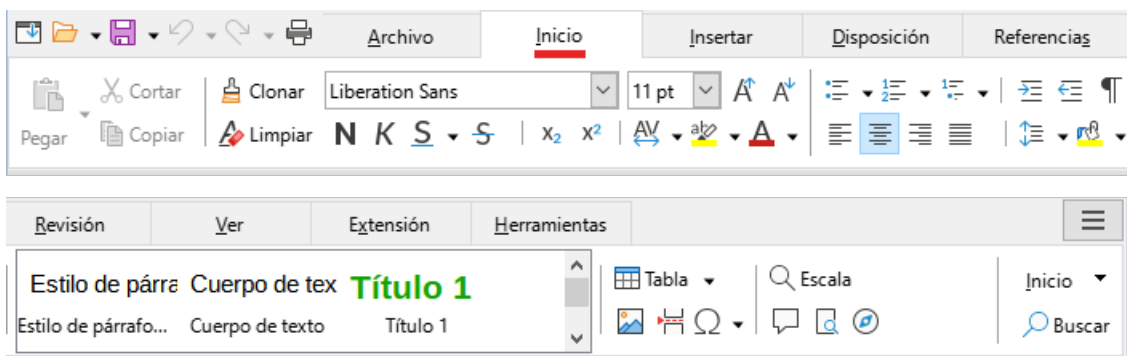 Archivo Inicio Insertar Disposición Referencias
Cortar Clonar Liberation Sans 11 pt
Pegar Copiar Limpiar N K S S x₂ x² AV ab A
Revisión Ver Extensión Herramientas
Estilo de párra Cuerpo de tex Título 1 Tabla Escala Inicio
Estilo de párrafo... Cuerpo de texto Título 1 Buscar